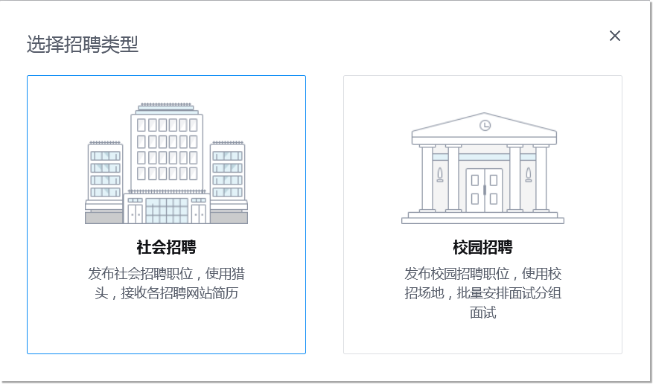 选择招聘类型
社会招聘
发布社会招聘职位，使用猎
头，接收各招聘网站简历
校园招聘
发布校园招聘职位，使用校
招场地，批量安排面试分组
面试